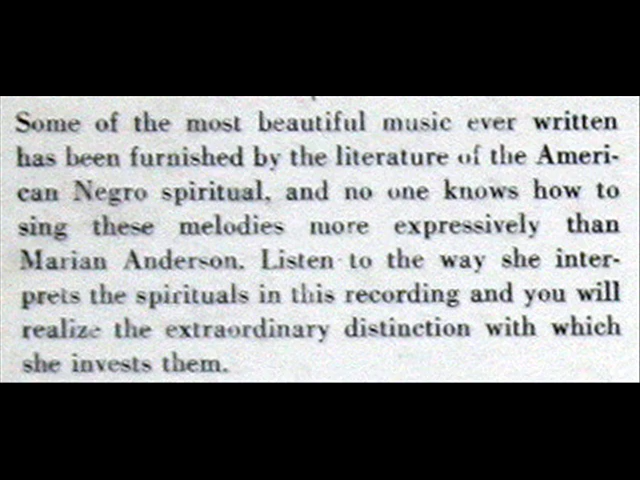 Some of the most beautiful music ever written
has been furnished by the literature of the Ameri-
can Negro spiritual, and no one knows how to
sing these melodies more expressively than
Marian Anderson. Listen to the way she inter-
prets the spirituals in this recording and you will
realize the extraordinary distinction with which
she invests them.